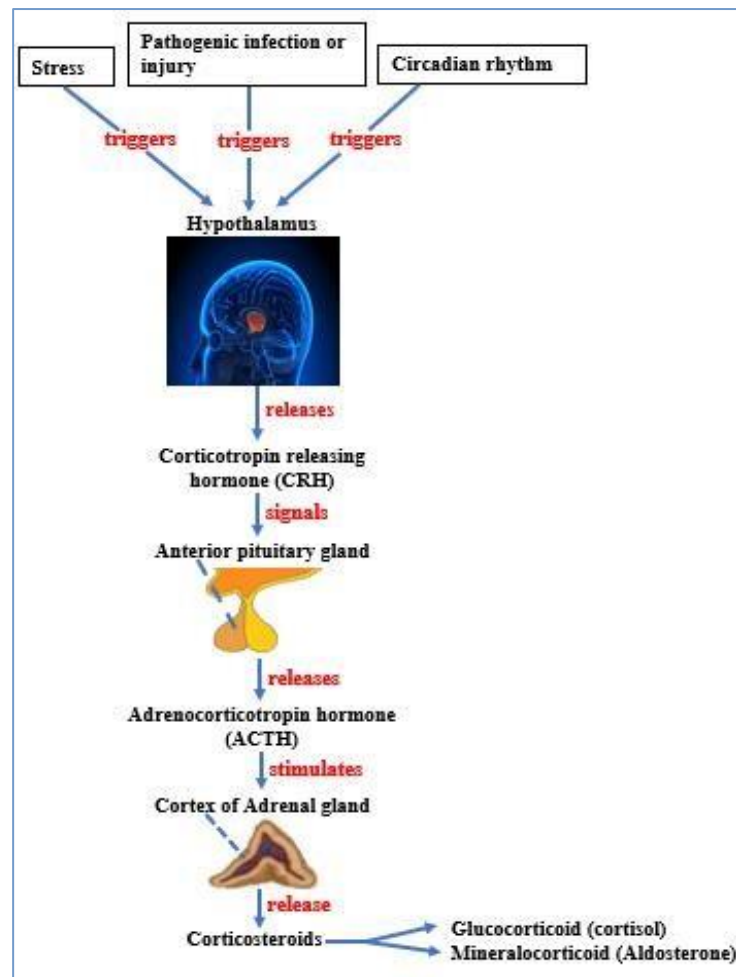 Stress
Pathogenic infection or
injury
Circadian rhythm
triggers
triggers
triggers
Hypothalamus
releases
Corticotropin releasing
hormone (CRH)
signals
Anterior pituitary gland
releases
Adrenocorticotropin hormone
(ACTH)
stimulates
Cortex of Adrenal gland
release
Corticosteroids
Glucocorticoid (cortisol)
Mineralocorticoid (Aldosterone)